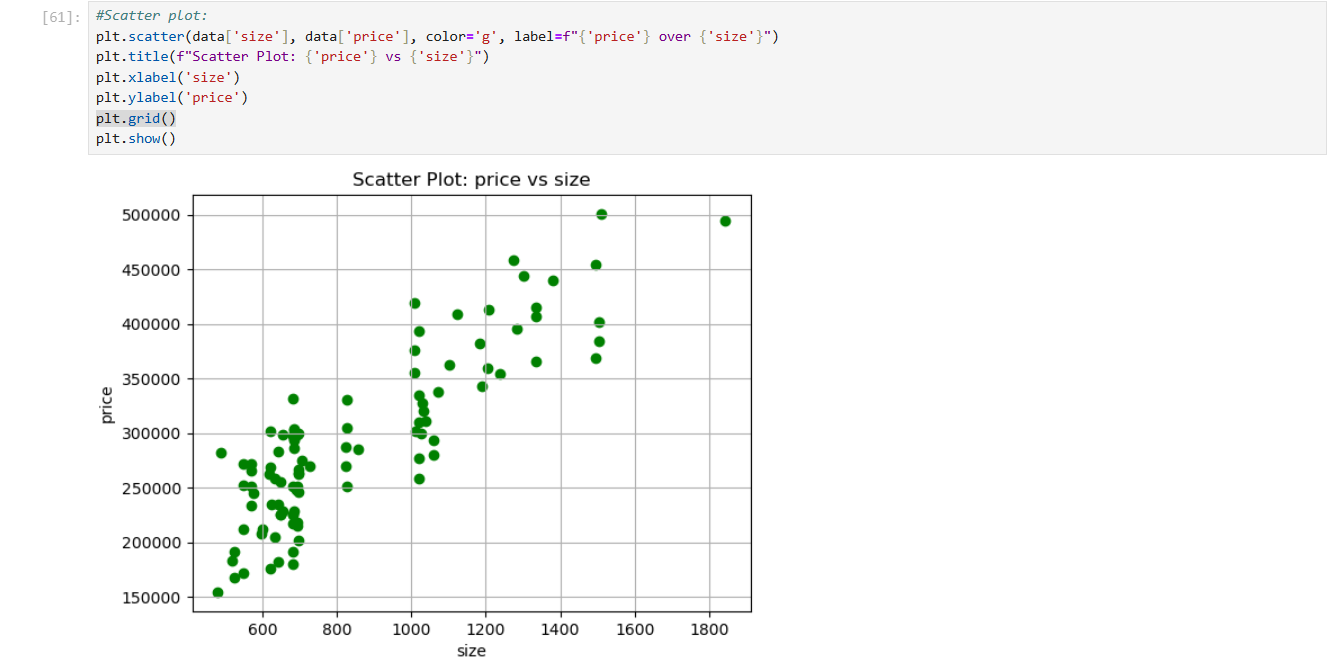 [61]:
#Scatter plot:
plt.scatter(data['size'], data['price'], color='g', label=f"{'price'} over {'size'}")
plt.title(f"Scatter Plot: {'price'} vs {'size'}")
plt.xlabel('size')
plt.ylabel('price')
plt.grid()
plt.show()
Scatter Plot: price vs size
500000
450000
400000
350000
300000
250000
200000
150000
price
600 800 1000 1200 1400 1600 1800
size